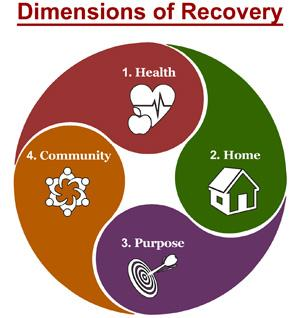 Dimensions of Recovery
1. Health
2. Home
3. Purpose
4. Community